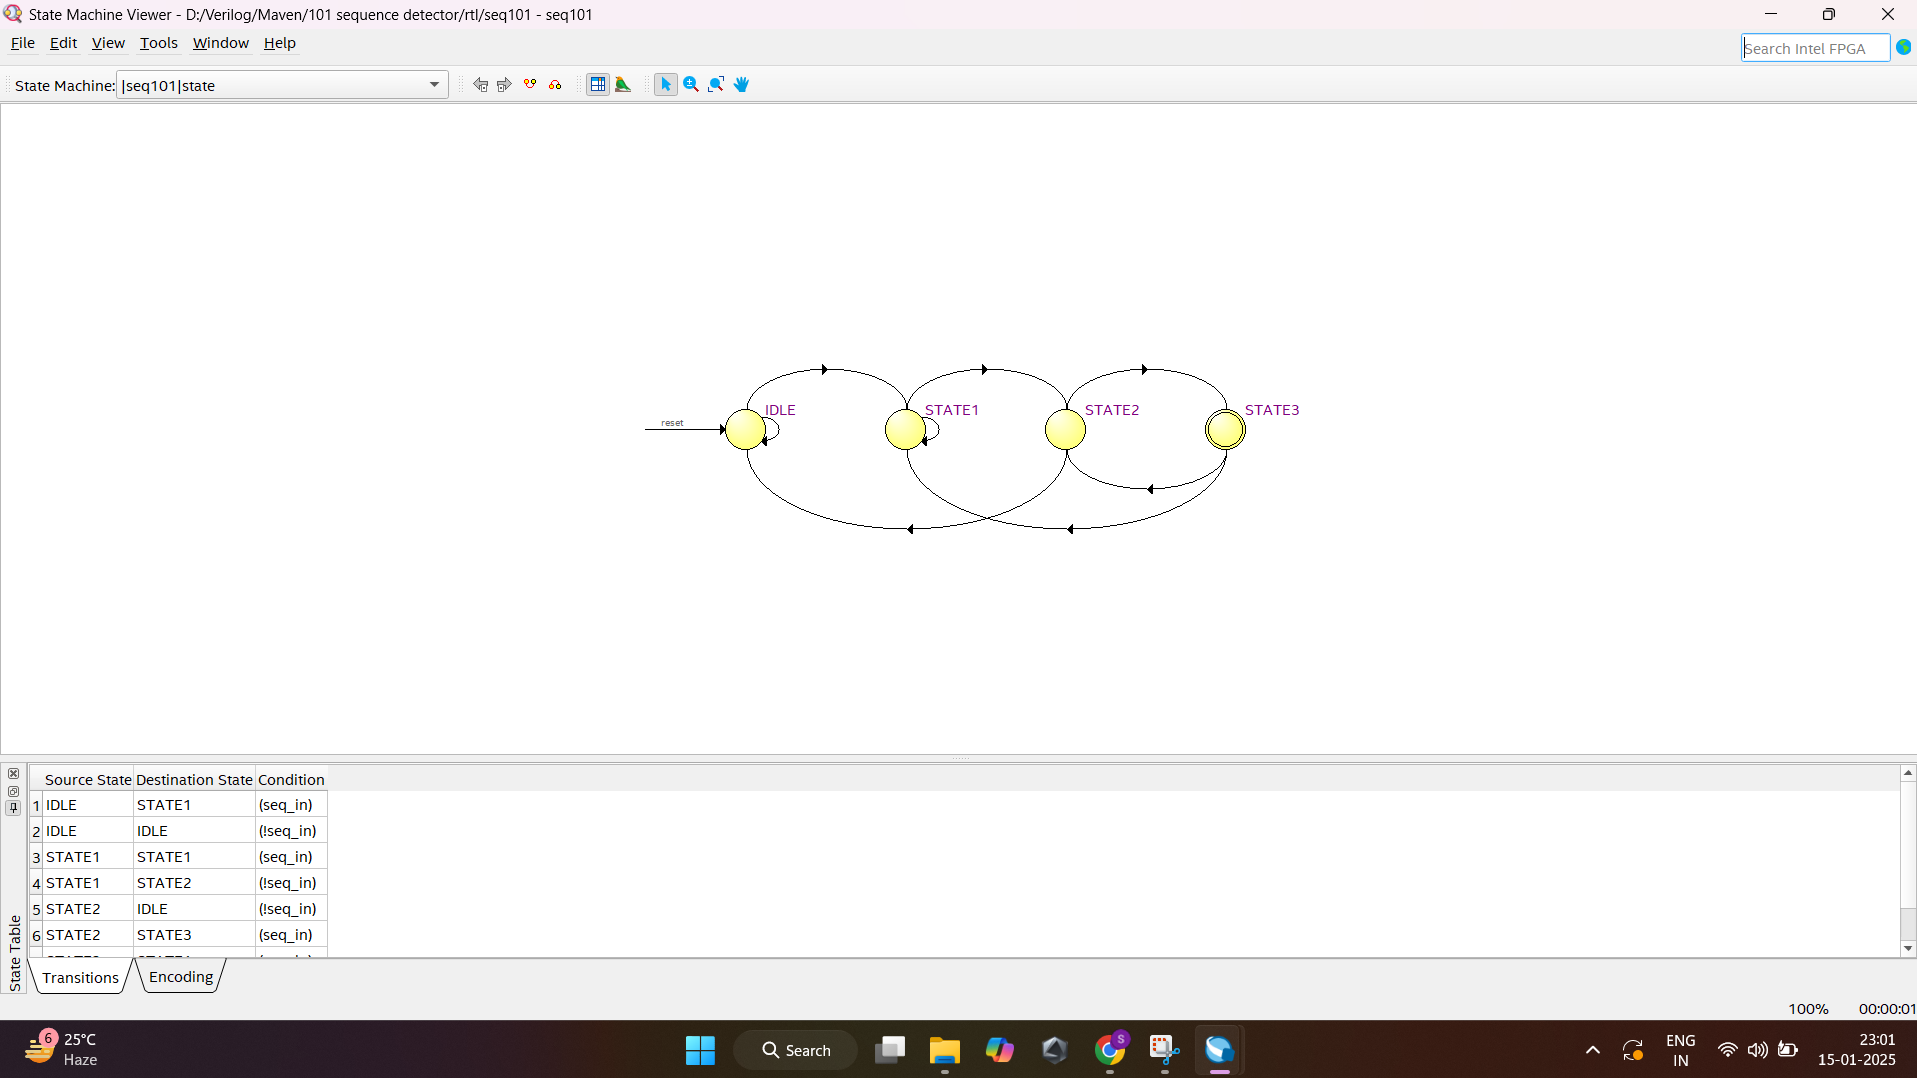 State Machine Viewer - D:/Verilog/Maven/101 sequence detector/rtl/seq101 - seq101
File Edit View Tools Window Help
Search Intel FPGA
State Machine: |seq101|state
reset
IDLE
STATE1
STATE2
STATE3
Source State Destination State Condition
1 IDLE STATE1 (seq_in)
2 IDLE IDLE (!seq_in)
3 STATE1 STATE1 (seq_in)
4 STATE1 STATE2 (!seq_in)
5 STATE2 IDLE (!seq_in)
6 STATE2 STATE3 (seq_in)
State Table
Transitions Encoding
100% 00:00:01
6
25°C
Haze
Search
S
ENG
IN
23:01
15-01-2025